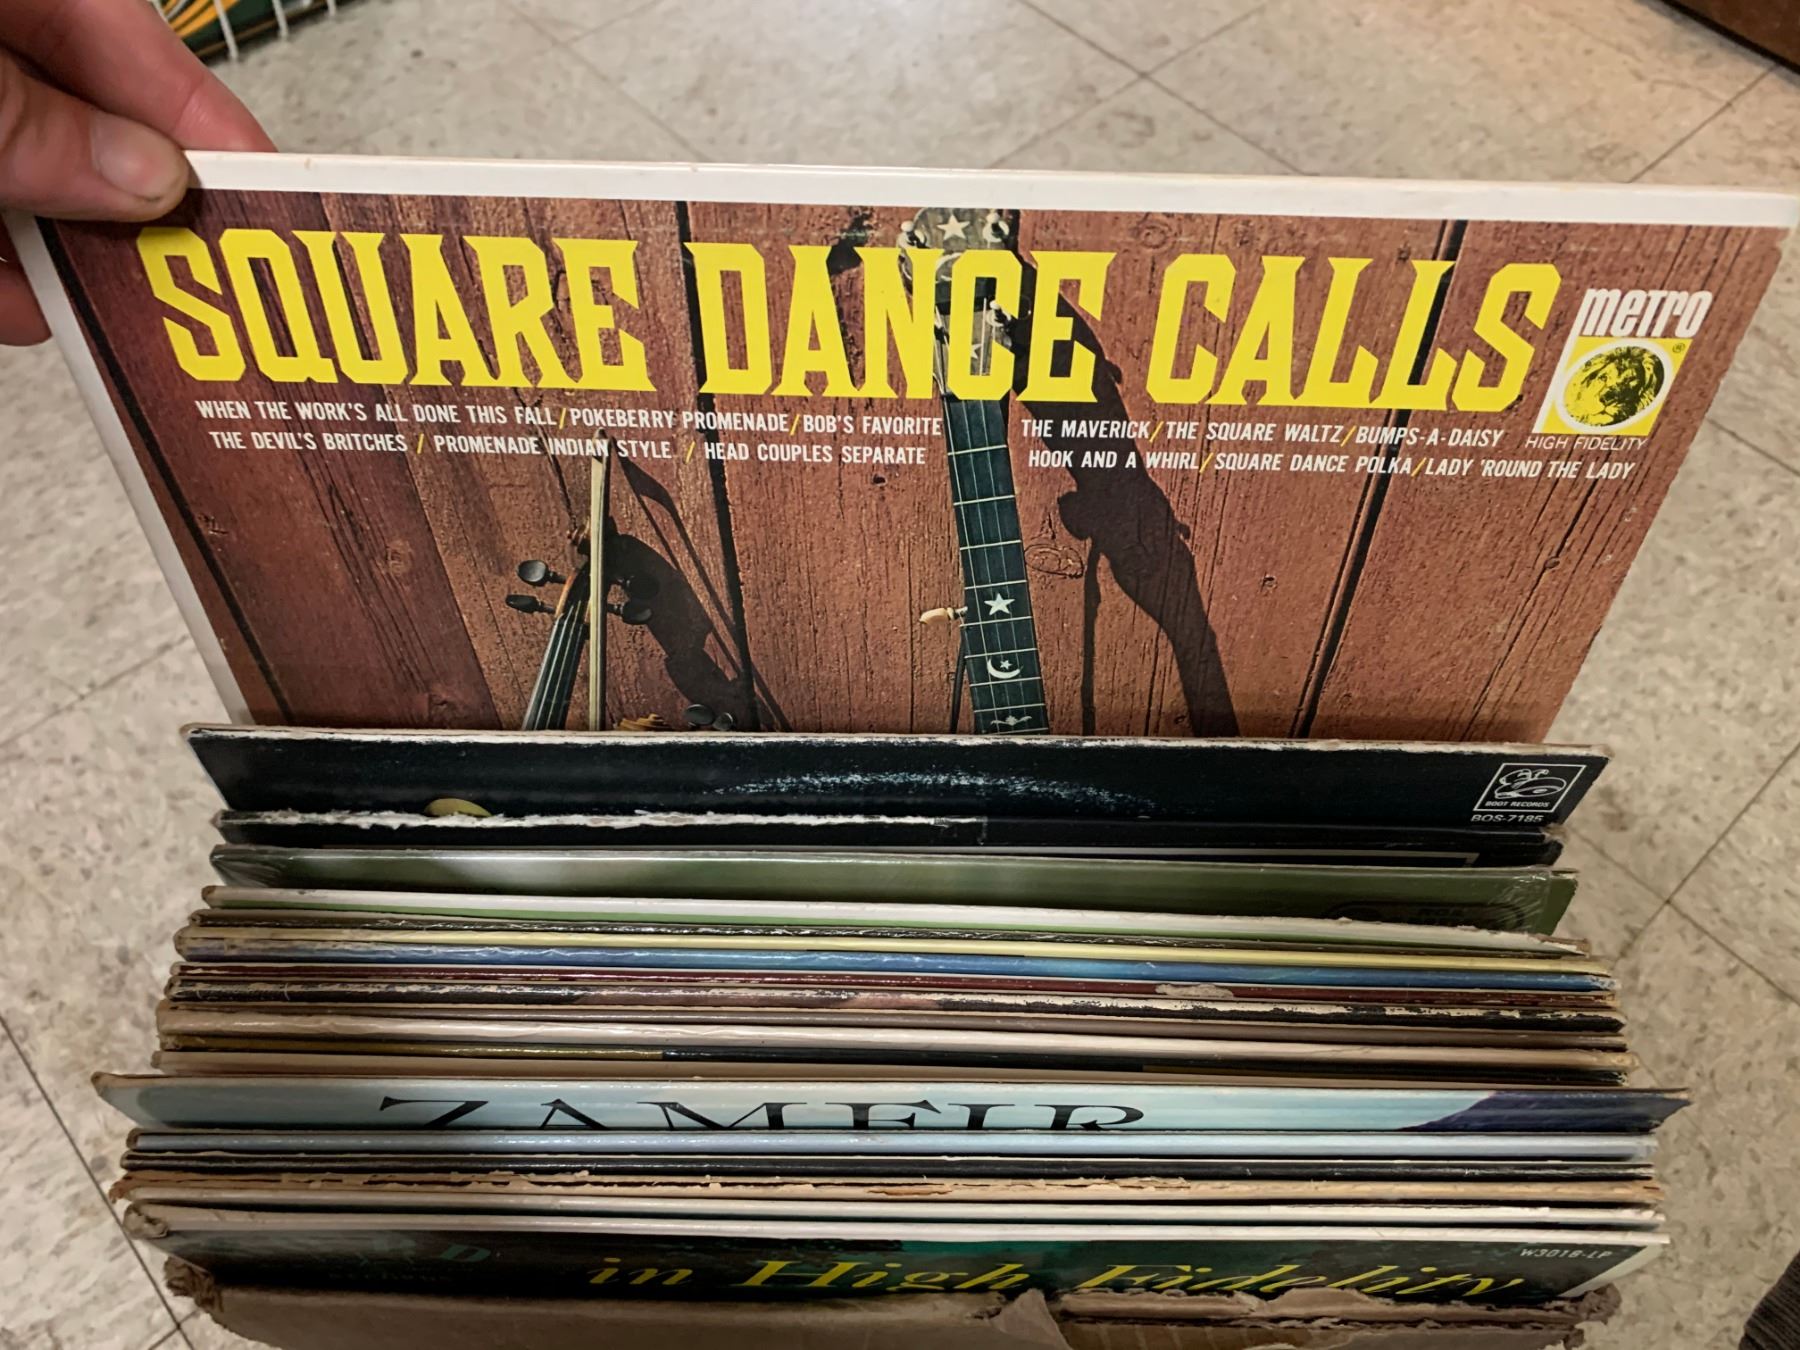 SQUARE DANCE CALLS
METRO
®
HIGH FIDELITY
WHEN THE WORK'S ALL DONE THIS FALL/POKEBERRY PROMENADE/BOB'S FAVORITE
THE DEVIL'S BRITCHES / PROMENADE INDIAN STYLE / HEAD COUPLES SEPARATE
THE MAVERICK/THE SQUARE WALTZ/BUMPS-A-DAISY
HOOK AND A WHIRL/SQUARE DANCE POLKA/LADY 'ROUND THE LADY
BOOT RECORDS
BOS-7185
ZAMFIR
W3018-LP
in High Fidelity